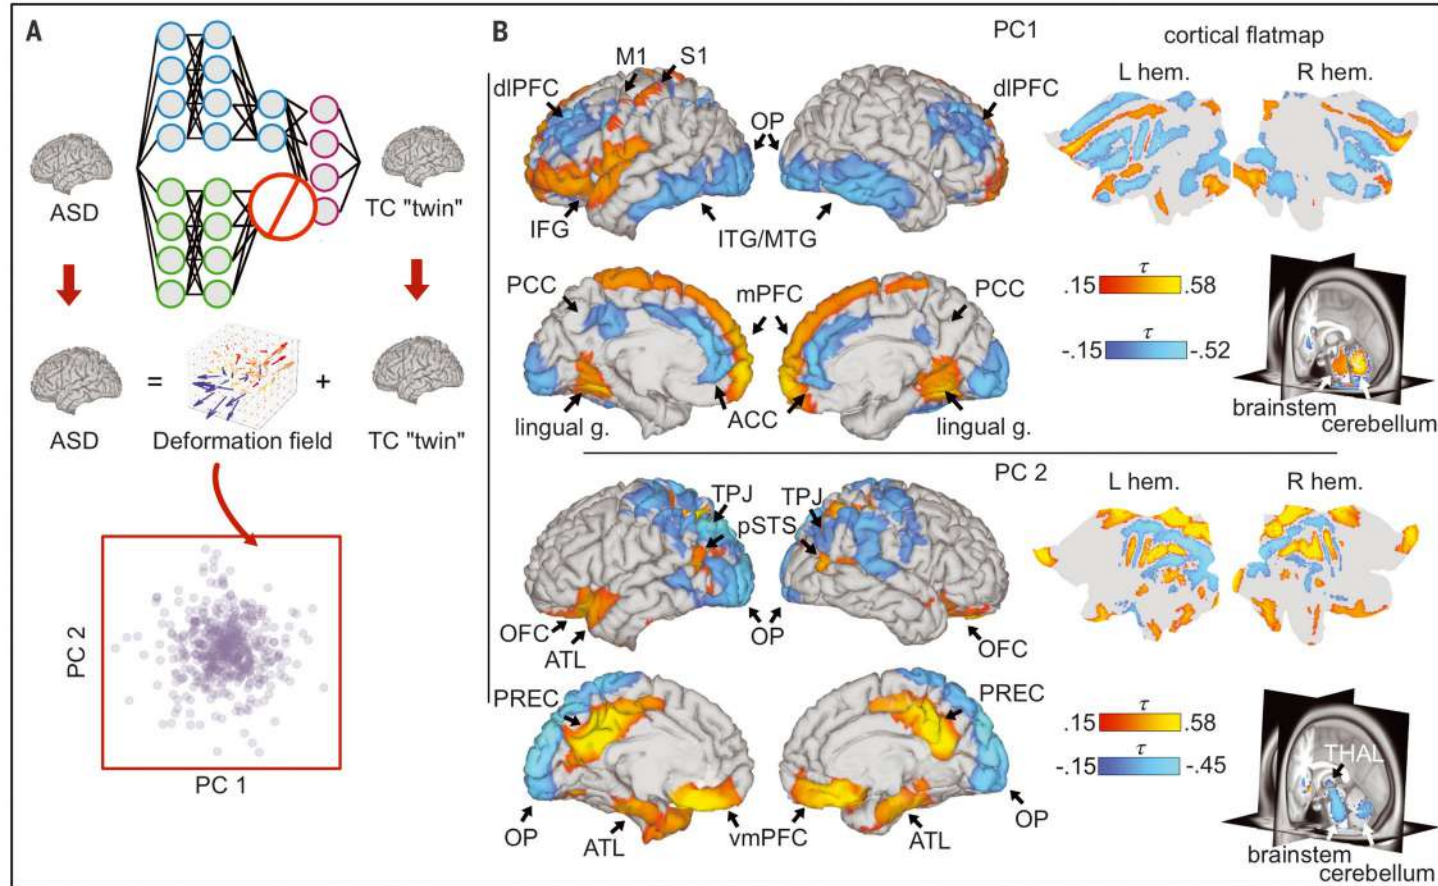 A
ASD
TC "twin"
ASD
=
Deformation field
+
TC "twin"
PC 2
PC 1
B
PC1
cortical flatmap
L hem.
R hem.
M1
S1
dlPFC
OP
dlPFC
IFG
ITG/MTG
PCC
mPFC
PCC
lingual g.
ACC
lingual g.
τ
.15
.58
τ
-.15
-.52
brainstem
cerebellum
PC 2
L hem.
R hem.
TPJ
TPJ
pSTS
OFC
ATL
OP
OFC
PREC
PREC
OP
ATL
vmPFC
ATL
OP
τ
.15
.58
τ
-.15
-.45
THAL
brainstem
cerebellum